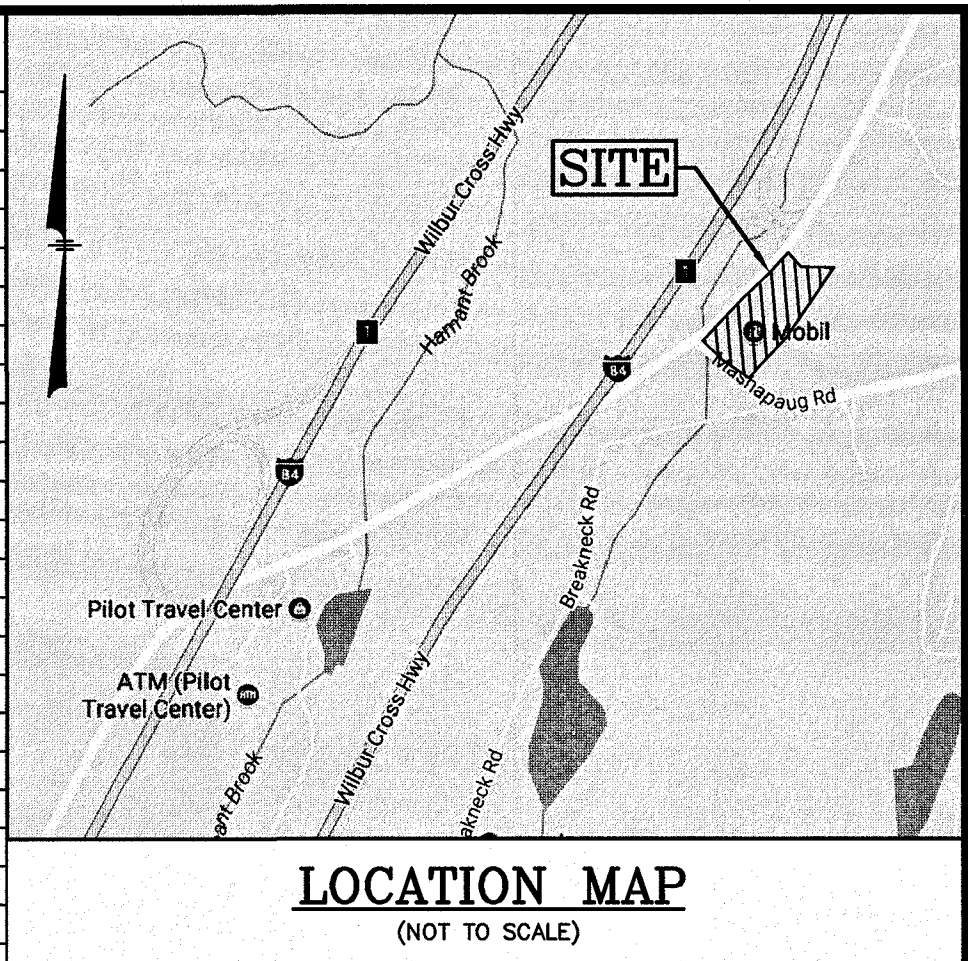 Wilbur Cross Hwy
SITE
Hamant Brook
1
1
Mobil
84
Mashapaug Rd
84
Breakneck Rd
Pilot Travel Center
ATM (Pilot
Travel Center)
ATM
Wilbur Cross Hwy
ant Brook
akneck Rd
LOCATION MAP
(NOT TO SCALE)